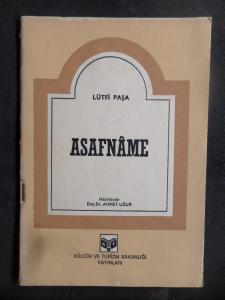 LÜTFİ PAŞA
ASAFNÂME
Hazırlayan
Doç. Dr. AHMET UĞUR
KÜLTÜR VE TURİZM BAKANLIĞI
YAYINLARI